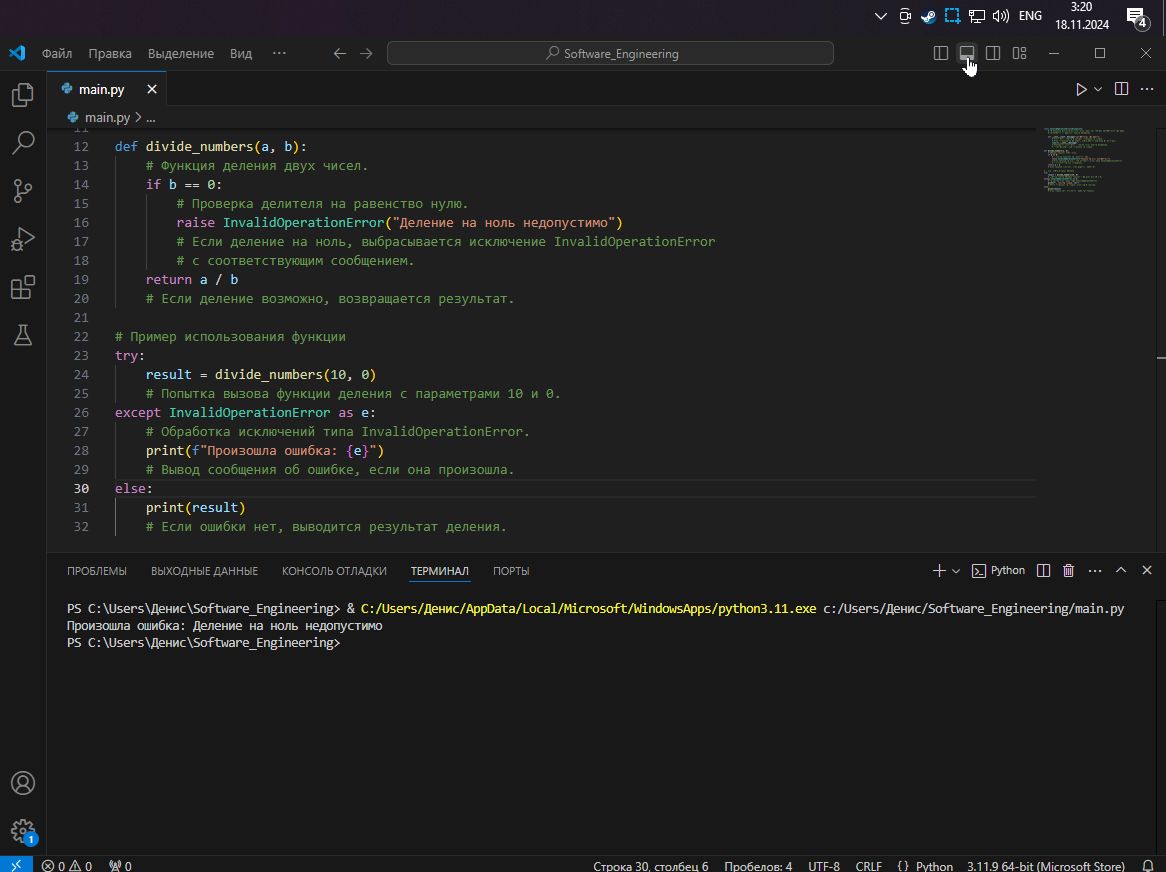 3:20
ENG
18.11.2024
4
Файл Правка Выделение Вид ··· Software_Engineering
main.py
main.py > ...
11
12 def divide_numbers(a, b):
13 # Функция деления двух чисел.
14 if b == 0:
15 # Проверка делителя на равенство нулю.
16 raise InvalidOperationError("Деление на ноль недопустимо")
17 # Если деление на ноль, выбрасывается исключение InvalidOperationError
18 # с соответствующим сообщением.
19 return a / b
20 # Если деление возможно, возвращается результат.
21
22 # Пример использования функции
23 try:
24 result = divide_numbers(10, 0)
25 # Попытка вызова функции деления с параметрами 10 и 0.
26 except InvalidOperationError as e:
27 # Обработка исключений типа InvalidOperationError.
28 print(f"Произошла ошибка: {e}")
29 # Вывод сообщения об ошибке, если она произошла.
30 else:
31 print(result)
32 # Если ошибки нет, выводится результат деления.
ПРОБЛЕМЫ ВЫХОДНЫЕ ДАННЫЕ КОНСОЛЬ ОТЛАДКИ ТЕРМИНАЛ ПОРТЫ Python
PS C:\Users\Денис\Software_Engineering> & C:/Users/Денис/AppData/Local/Microsoft/WindowsApps/python3.11.exe c:/Users/Денис/Software_Engineering/main.py
Произошла ошибка: Деление на ноль недопустимо
PS C:\Users\Денис\Software_Engineering>
1
0 0 0 Строка 30, столбец 6 Пробелов: 4 UTF-8 CRLF { } Python 3.11.9 64-bit (Microsoft Store)